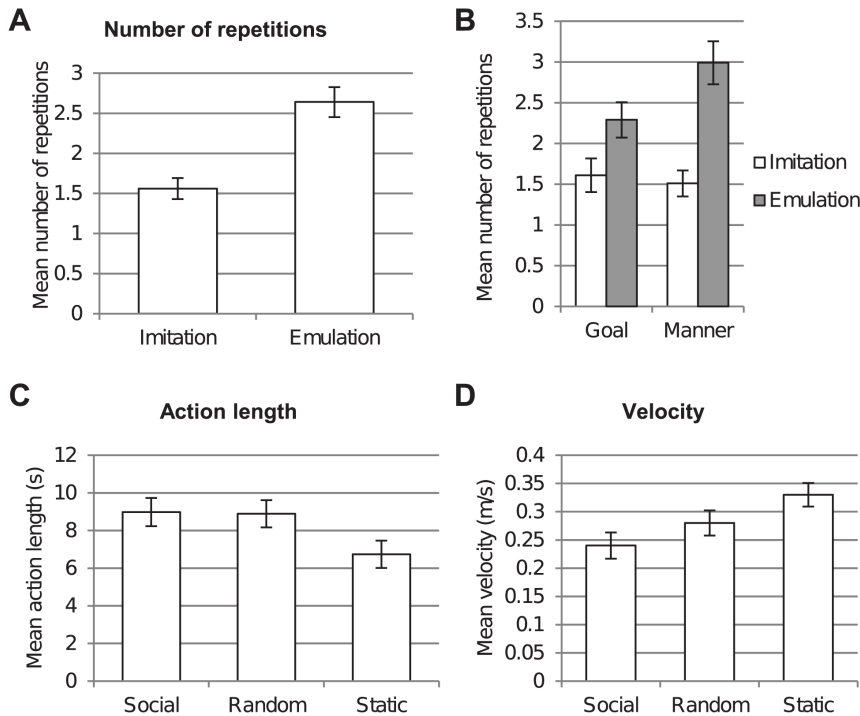 A
Number of repetitions
Mean number of repetitions
3
2.5
2
1.5
1
0.5
0
Imitation
Emulation
B
Mean number of repetitions
3.5
3
2.5
2
1.5
1
0.5
0
Goal
Manner
Imitation
Emulation
C
Action length
Mean action length (s)
12
10
8
6
4
2
0
Social
Random
Static
D
Velocity
Mean velocity (m/s)
0.4
0.35
0.3
0.25
0.2
0.15
0.1
0.05
0
Social
Random
Static